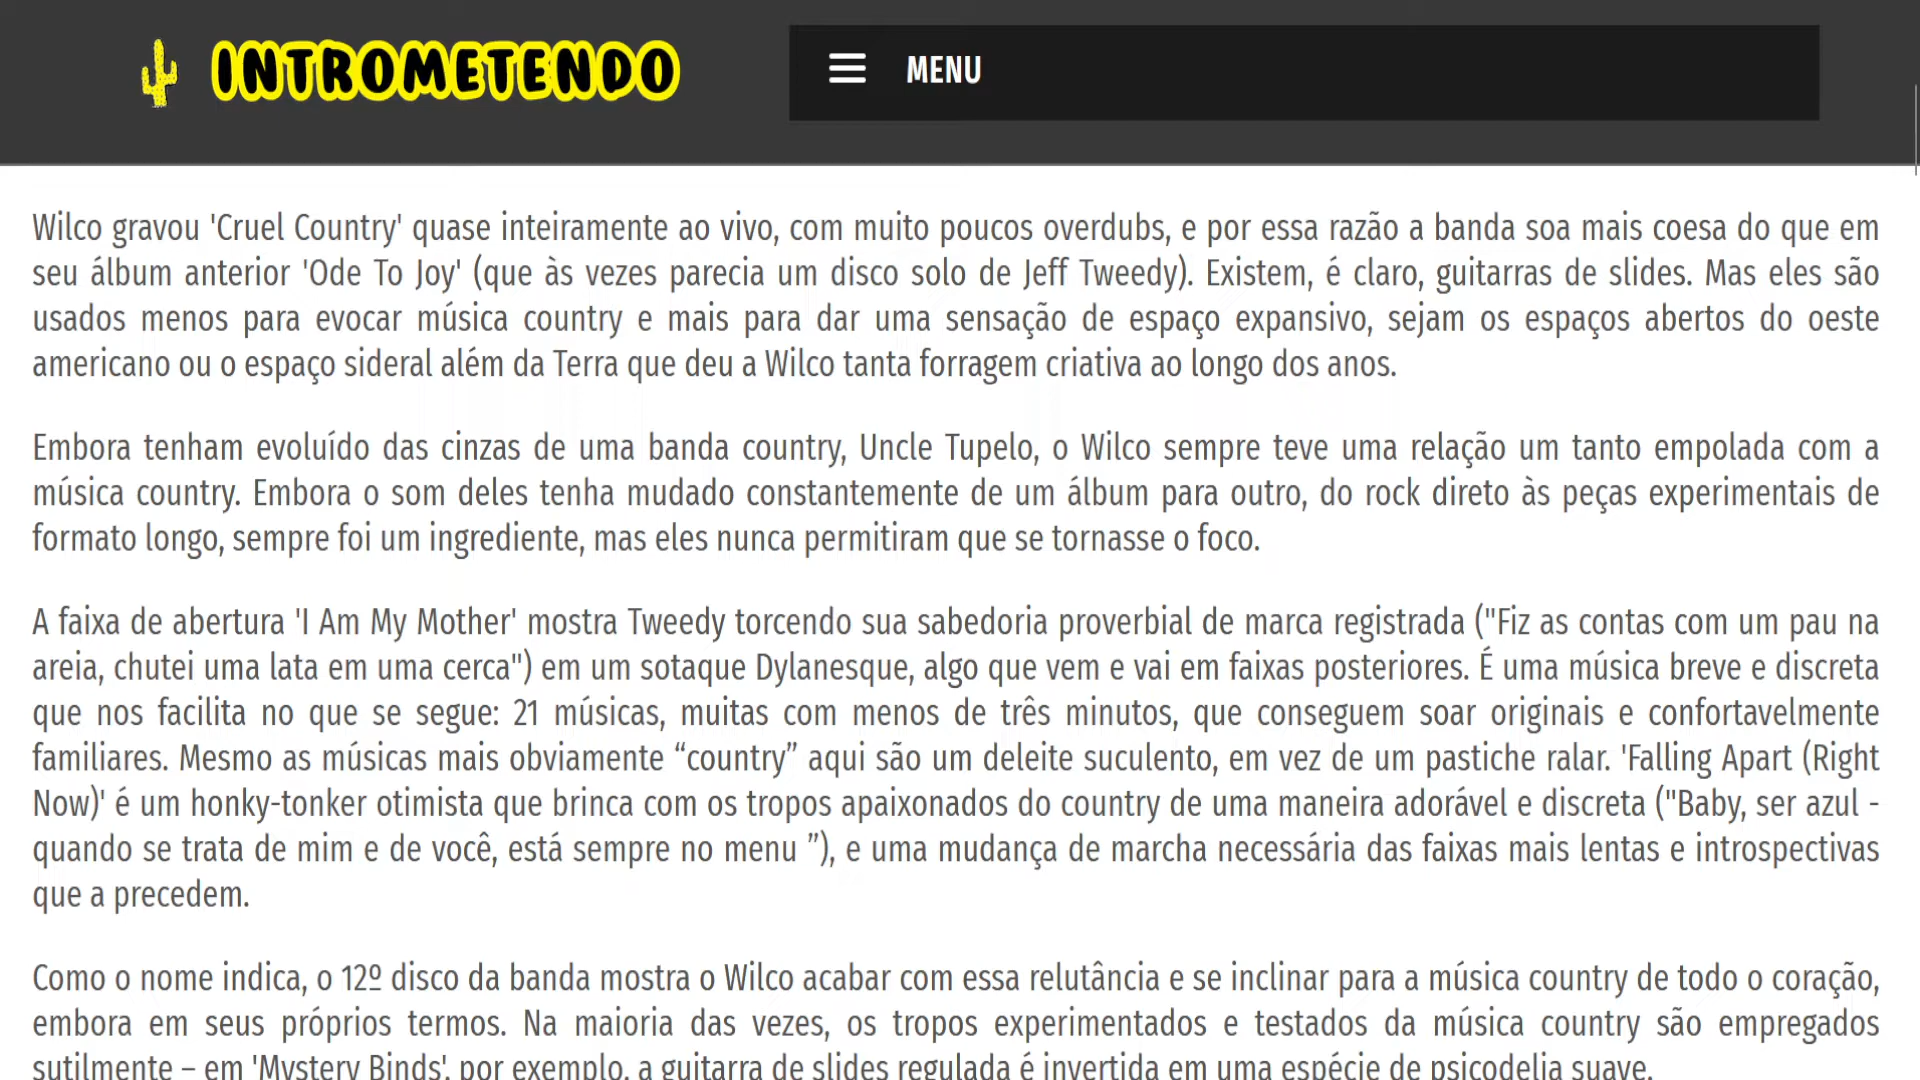 INTROMETENDO
MENU
Wilco gravou 'Cruel Country' quase inteiramente ao vivo, com muito poucos overdubs, e por essa razão a banda soa mais coesa do que em
seu álbum anterior 'Ode To Joy' (que às vezes parecia um disco solo de Jeff Tweedy). Existem, é claro, guitarras de slides. Mas eles são
usados menos para evocar música country e mais para dar uma sensação de espaço expansivo, sejam os espaços abertos do oeste
americano ou o espaço sideral além da Terra que deu a Wilco tanta forragem criativa ao longo dos anos.
Embora tenham evoluído das cinzas de uma banda country, Uncle Tupelo, o Wilco sempre teve uma relação um tanto empolada com a
música country. Embora o som deles tenha mudado constantemente de um álbum para outro, do rock direto às peças experimentais de
formato longo, sempre foi um ingrediente, mas eles nunca permitiram que se tornasse o foco.
A faixa de abertura 'I Am My Mother' mostra Tweedy torcendo sua sabedoria proverbial de marca registrada ("Fiz as contas com um pau na
areia, chutei uma lata em uma cerca") em um sotaque Dylanesque, algo que vem e vai em faixas posteriores. É uma música breve e discreta
que nos facilita no que se segue: 21 músicas, muitas com menos de três minutos, que conseguem soar originais e confortavelmente
familiares. Mesmo as músicas mais obviamente “country” aqui são um deleite suculento, em vez de um pastiche ralar. 'Falling Apart (Right
Now)' é um honky-tonker otimista que brinca com os tropos apaixonados do country de uma maneira adorável e discreta ("Baby, ser azul -
quando se trata de mim e de você, está sempre no menu ”), e uma mudança de marcha necessária das faixas mais lentas e introspectivas
que a precedem.
Como o nome indica, o 12º disco da banda mostra o Wilco acabar com essa relutância e se inclinar para a música country de todo o coração,
embora em seus próprios termos. Na maioria das vezes, os tropos experimentados e testados da música country são empregados
sutilmente – em 'Mystery Binds', por exemplo, a guitarra de slides regulada é invertida em uma espécie de psicodelia suave.